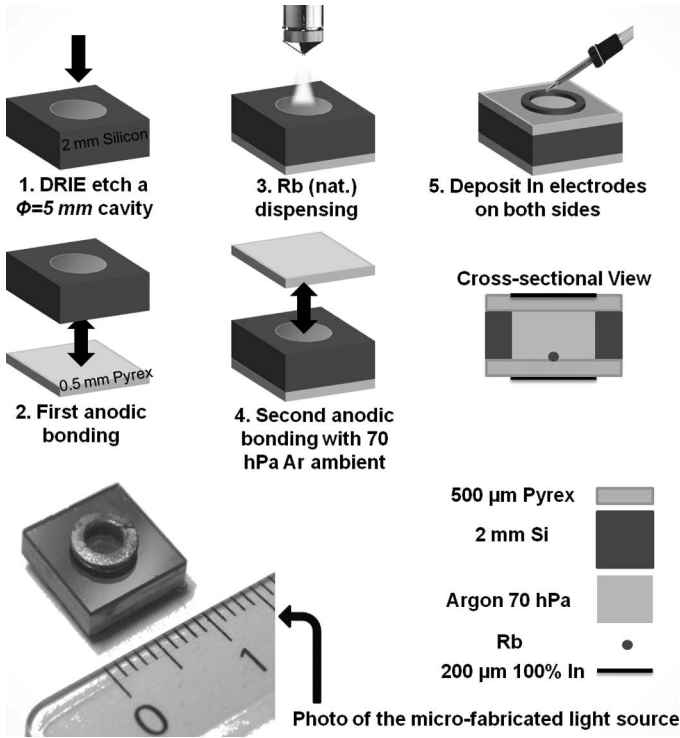 2 mm Silicon
1. DRIE etch a
Φ=5 mm cavity
3. Rb (nat.)
dispensing
5. Deposit In electrodes
on both sides
0.5 mm Pyrex
2. First anodic
bonding
4. Second anodic
bonding with 70
hPa Ar ambient
Cross-sectional View
500 µm Pyrex
2 mm Si
Argon 70 hPa
Rb
200 µm 100% In
0
1
Photo of the micro-fabricated light source